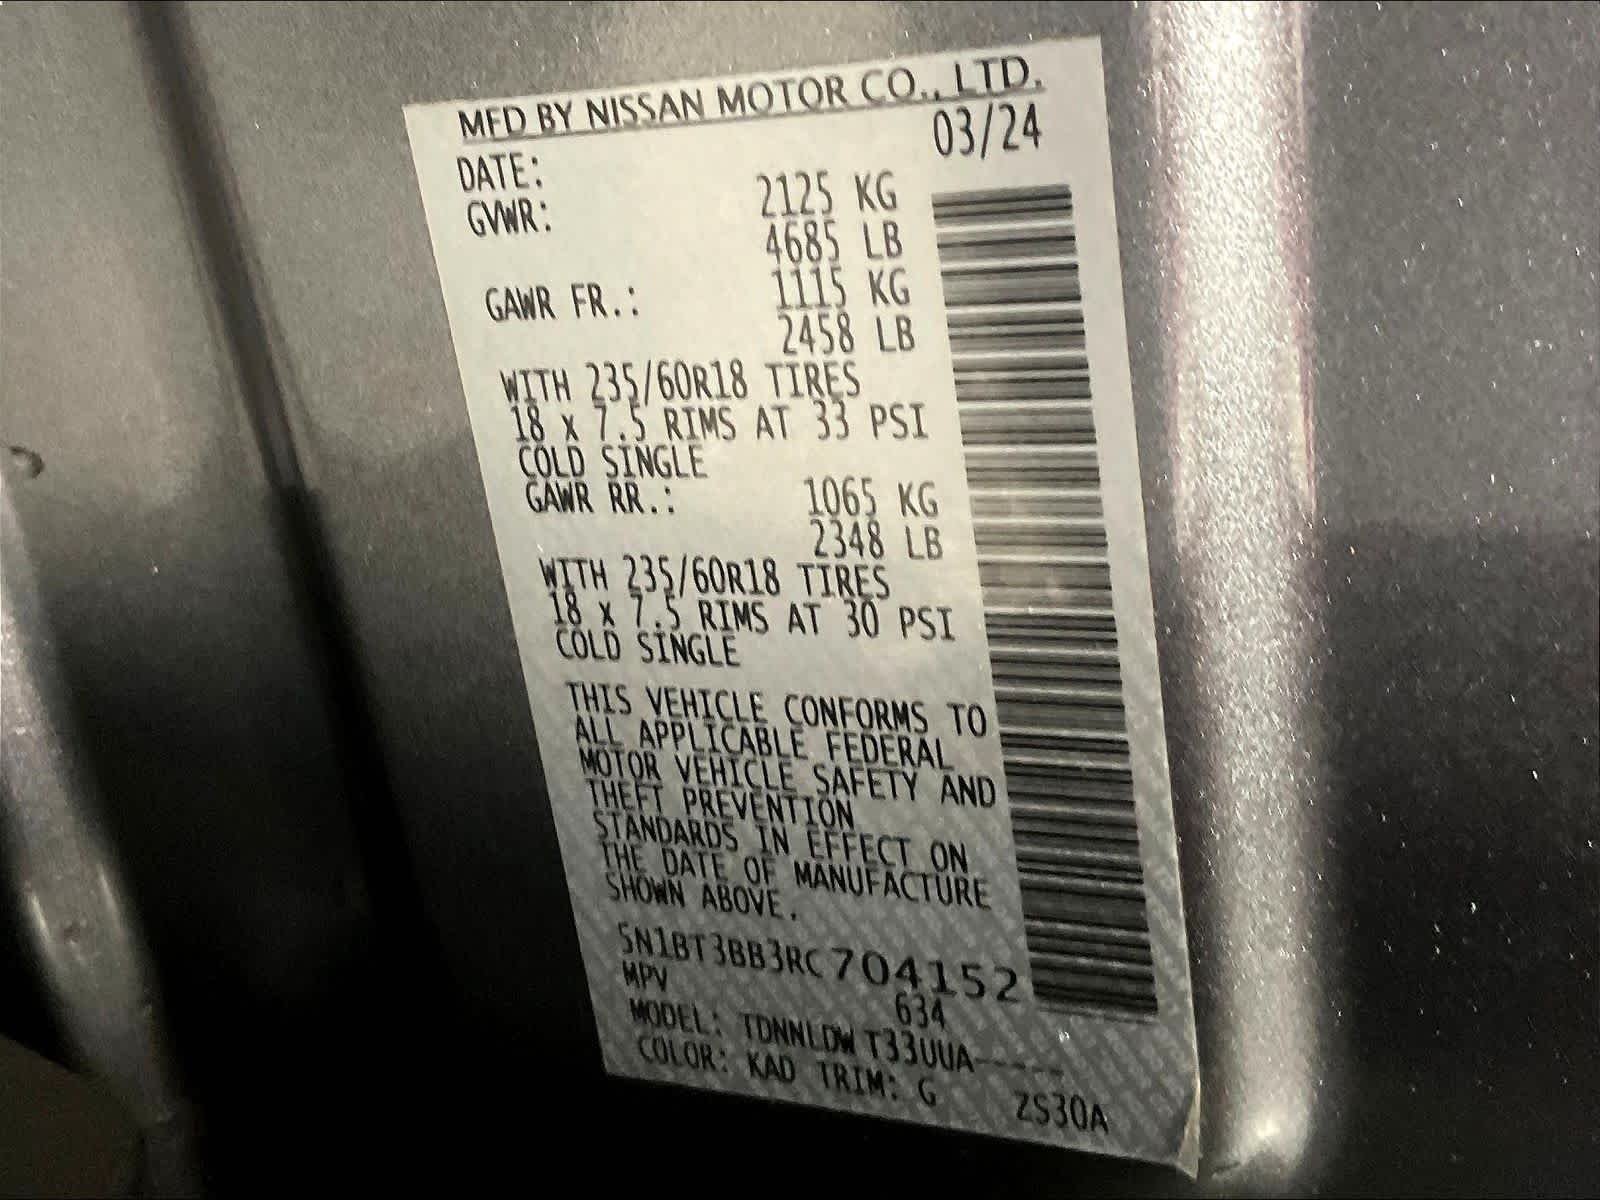 MFD BY NISSAN MOTOR CO., LTD.
DATE: 03/24
GVWR: 2125 KG
4685 LB
GAWR FR.: 1115 KG
2458 LB
WITH 235/60R18 TIRES
18 x 7.5 RIMS AT 33 PSI
COLD SINGLE
GAWR RR.: 1065 KG
2348 LB
WITH 235/60R18 TIRES
18 x 7.5 RIMS AT 30 PSI
COLD SINGLE
THIS VEHICLE CONFORMS TO
ALL APPLICABLE FEDERAL
MOTOR VEHICLE SAFETY AND
THEFT PREVENTION
STANDARDS IN EFFECT ON
THE DATE OF MANUFACTURE
SHOWN ABOVE.
5N1BT3BB3RC704152
MPV 634
MODEL: TDNNLDW T33UUA-----
COLOR: KAD TRIM: G ZS30A